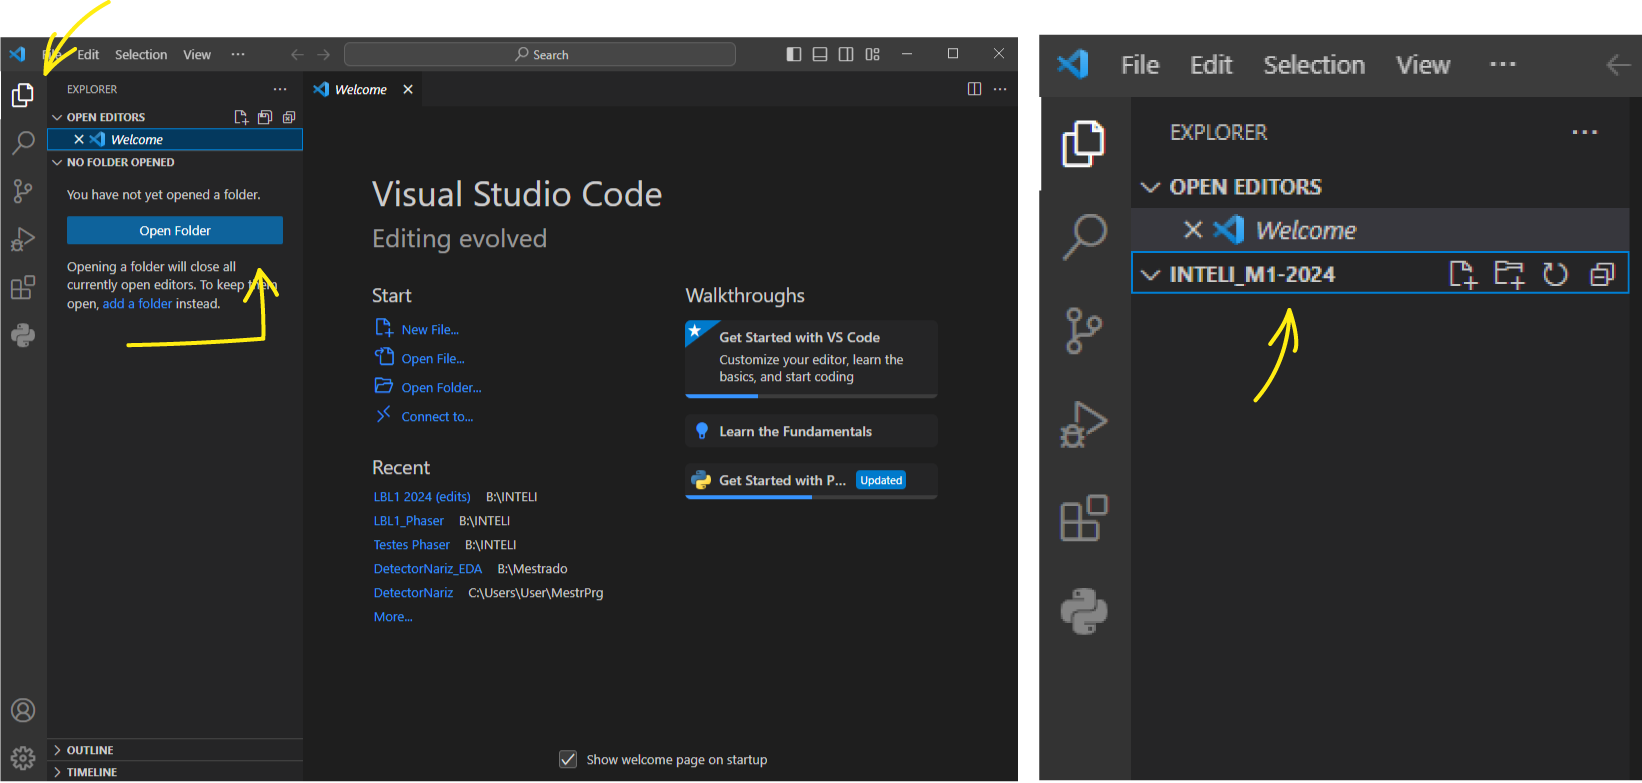 File Edit Selection View ··· Search
EXPLORER ···
OPEN EDITORS
Welcome
NO FOLDER OPENED
You have not yet opened a folder.
Open Folder
Opening a folder will close all
currently open editors. To keep them
open, add a folder instead.
OUTLINE
TIMELINE
Welcome
Visual Studio Code
Editing evolved
Start
New File...
Open File...
Open Folder...
Connect to...
Recent
LBL1 2024 (edits) B:\INTELI
LBL1_Phaser B:\INTELI
Testes Phaser B:\INTELI
DetectorNariz_EDA B:\Mestrado
DetectorNariz C:\Users\User\MestrPrg
More...
Walkthroughs
Get Started with VS Code
Customize your editor, learn the
basics, and start coding
Learn the Fundamentals
Get Started with P... Updated
Show welcome page on startup
File Edit Selection View ···
EXPLORER ···
OPEN EDITORS
Welcome
INTELI_M1-2024